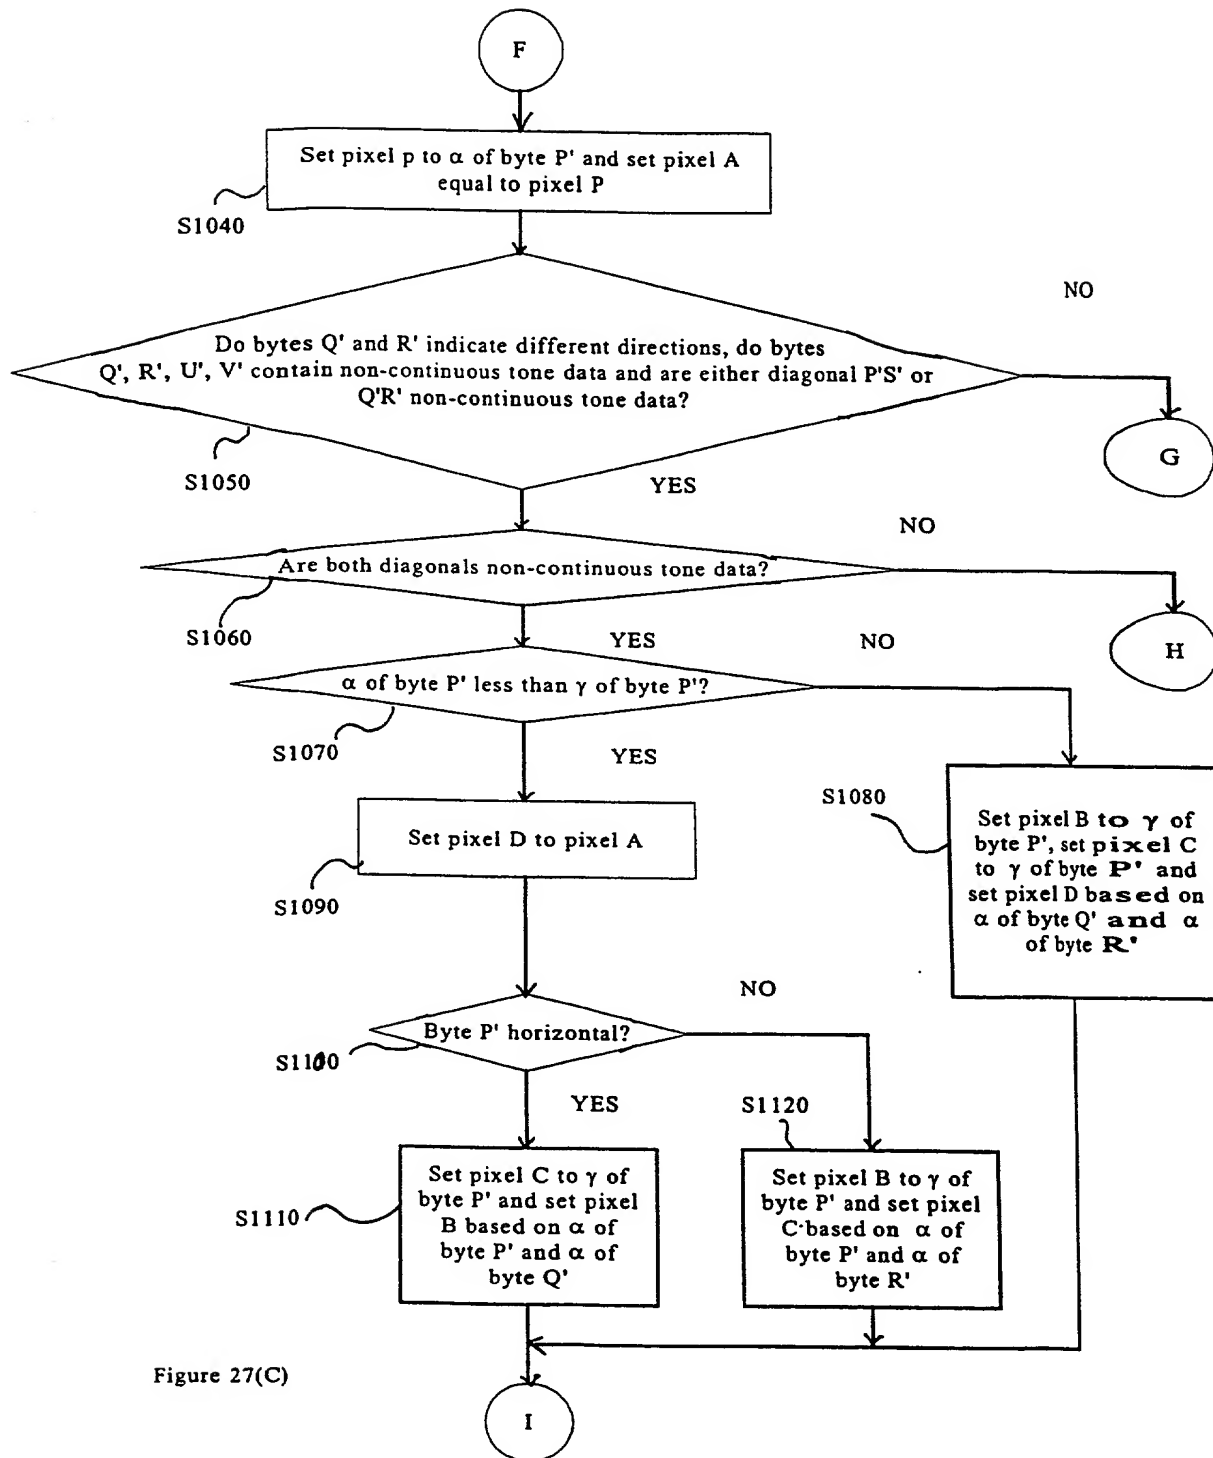 F
Set pixel p to α of byte P' and set pixel A
equal to pixel P
S1040
NO
Do bytes Q' and R' indicate different directions, do bytes
Q', R', U', V' contain non-continuous tone data and are either diagonal P'S' or
Q'R' non-continuous tone data?
G
S1050
YES
NO
Are both diagonals non-continuous tone data?
S1060
YES
NO
H
α of byte P' less than γ of byte P'?
S1070
YES
S1080
Set pixel B to γ of
byte P', set pixel C
to γ of byte P' and
set pixel D based on
α of byte Q' and α
of byte R'
Set pixel D to pixel A
S1090
NO
Byte P' horizontal?
S1100
YES
S1120
Set pixel C to γ of
byte P' and set pixel
B based on α of
byte P' and α of
byte Q'
S1110
Set pixel B to γ of
byte P' and set pixel
C based on α of
byte P' and α of
byte R'
Figure 27(C)
I